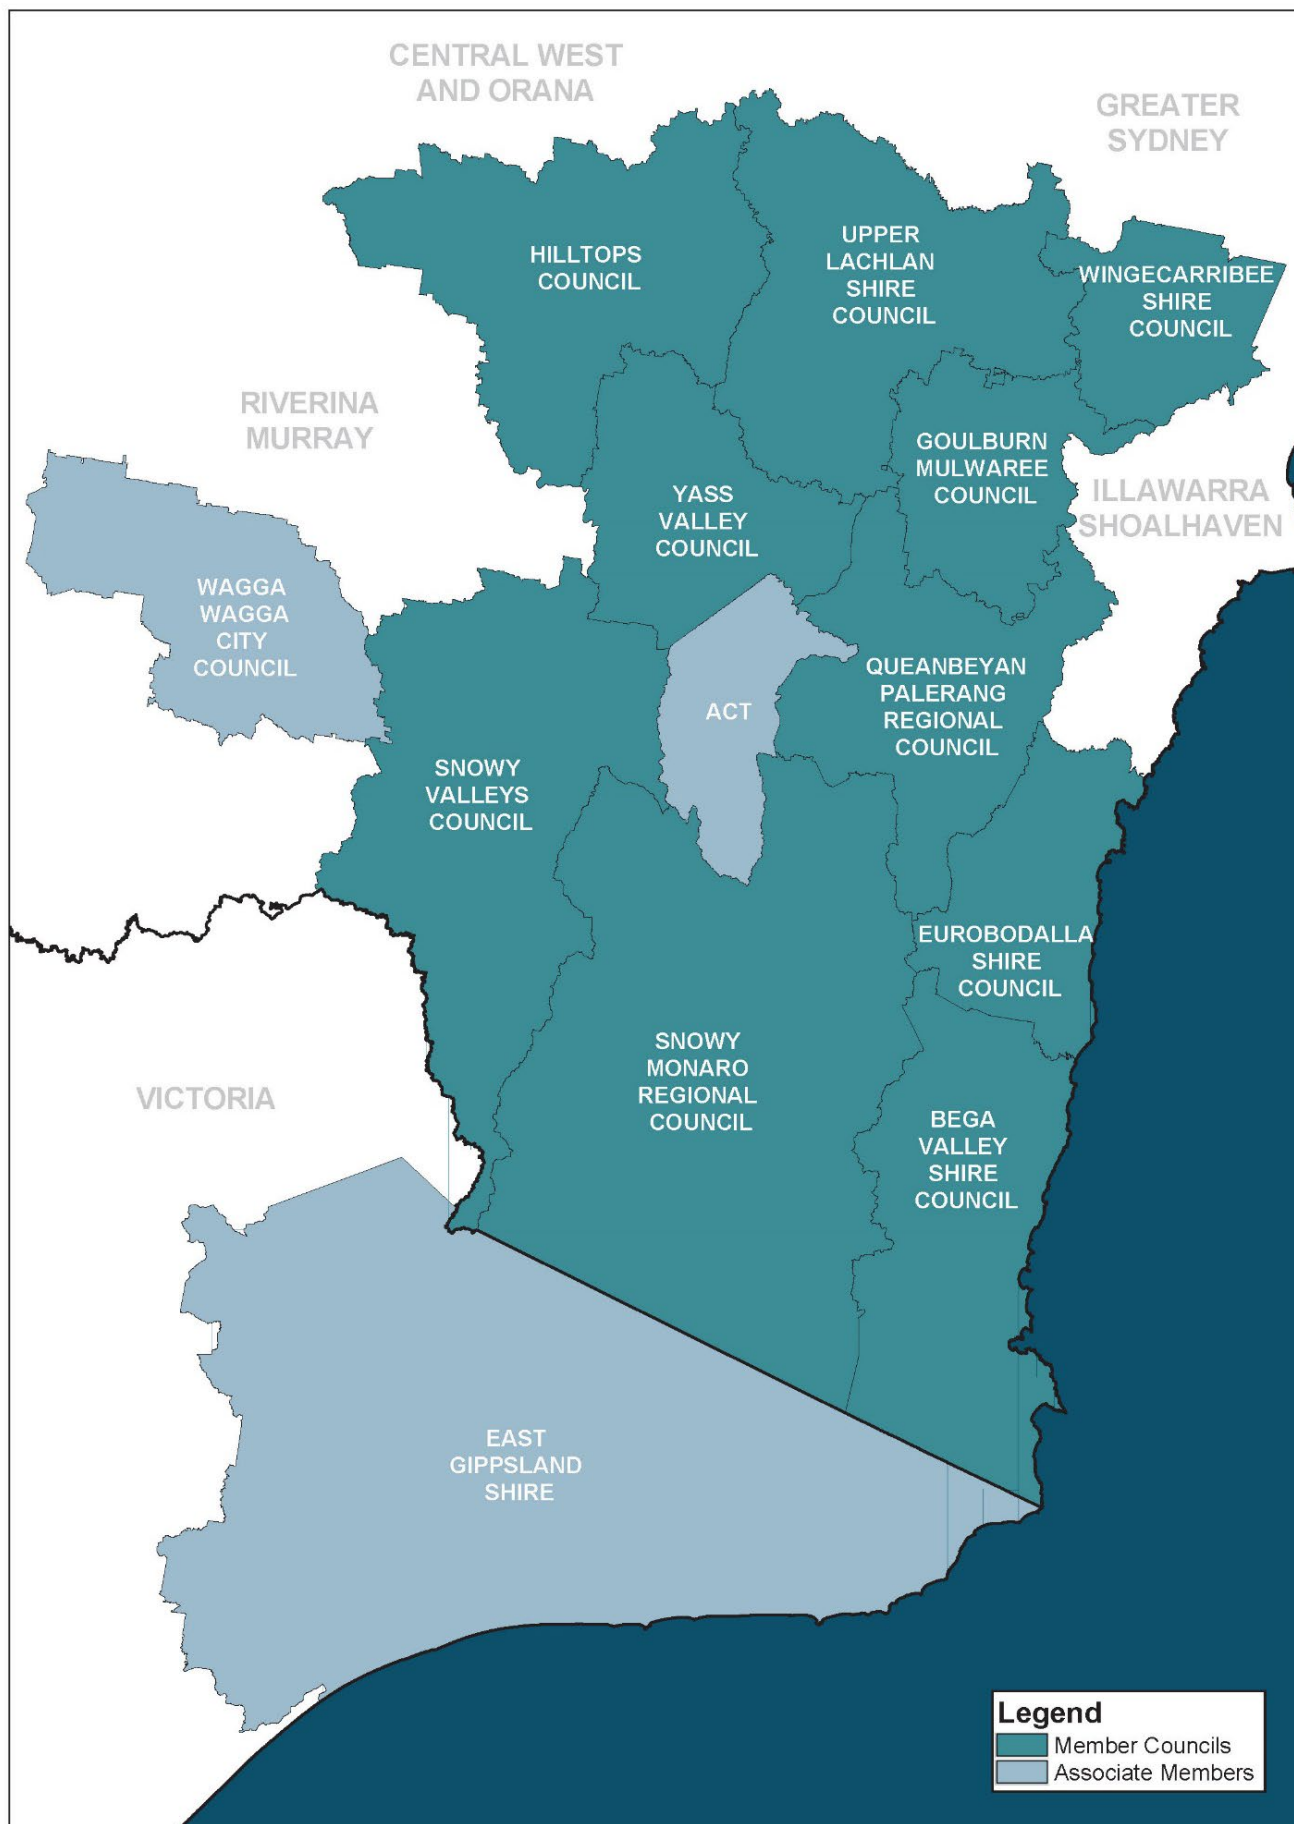 CENTRAL WEST
AND ORANA
GREATER
SYDNEY
HILLTOPS
COUNCIL
UPPER
LACHLAN
SHIRE
COUNCIL
WINGECARRIBEE
SHIRE
COUNCIL
RIVERINA
MURRAY
GOULBURN
MULWAREE
COUNCIL
YASS
VALLEY
COUNCIL
ILLAWARRA
SHOALHAVEN
WAGGA
WAGGA
CITY
COUNCIL
ACT
QUEANBEYAN
PALERANG
REGIONAL
COUNCIL
SNOWY
VALLEYS
COUNCIL
EUROBODALLA
SHIRE
COUNCIL
SNOWY
MONARO
REGIONAL
COUNCIL
VICTORIA
BEGA
VALLEY
SHIRE
COUNCIL
EAST
GIPPSLAND
SHIRE
Legend
Member Councils
Associate Members